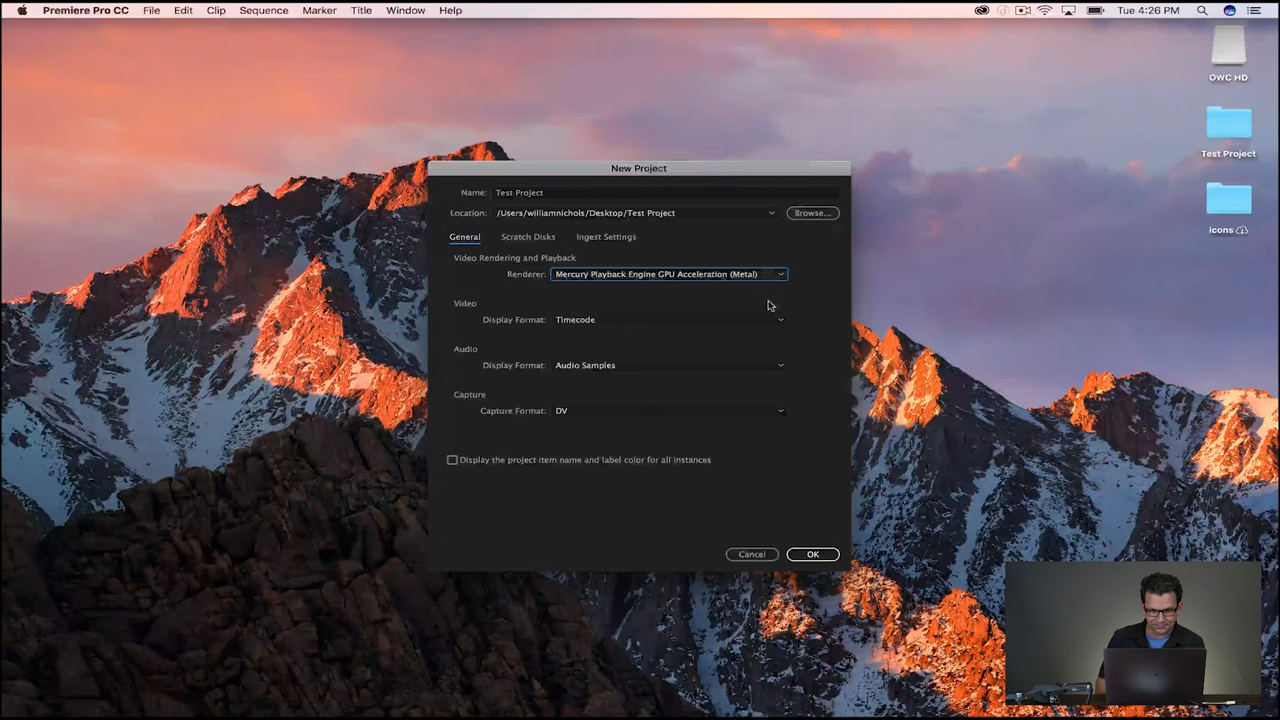 Premiere Pro CC File Edit Clip Sequence Marker Title Window Help Tue 4:26 PM
OWC HD
Test Project
icons
New Project
Name: Test Project
Location: /Users/williamnichols/Desktop/Test Project Browse...
General Scratch Disks Ingest Settings
Video Rendering and Playback
Renderer: Mercury Playback Engine GPU Acceleration (Metal)
Video
Display Format: Timecode
Audio
Display Format: Audio Samples
Capture
Capture Format: DV
Display the project item name and label color for all instances
Cancel OK